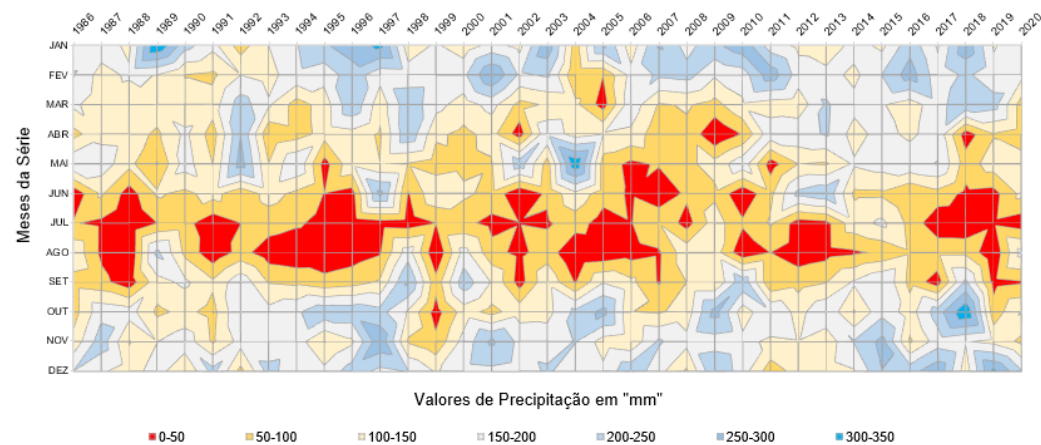 1986 1987 1988 1989 1990 1991 1992 1993 1994 1995 1996 1997 1998 1999 2000 2001 2002 2003 2004 2005 2006 2007 2008 2009 2010 2011 2012 2013 2014 2015 2016 2017 2018 2019 2020
Meses da Série
JAN
FEV
MAR
ABR
MAI
JUN
JUL
AGO
SET
OUT
NOV
DEZ
Valores de Precipitação em "mm"
0-50 50-100 100-150 150-200 200-250 250-300 300-350